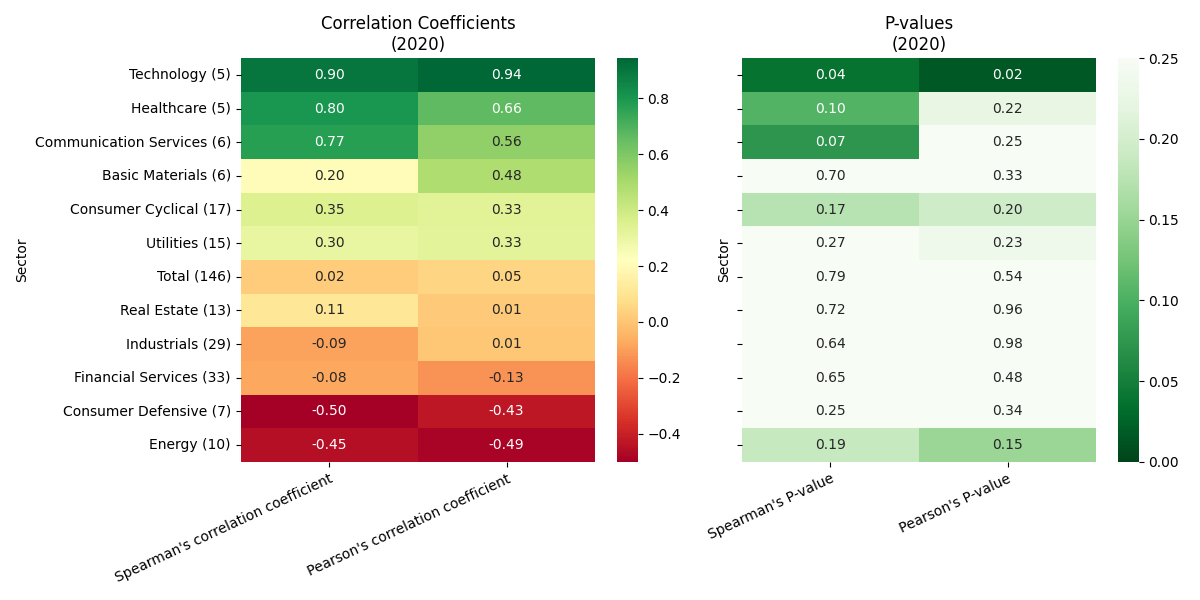 Correlation Coefficients
(2020)
P-values
(2020)
Sector
Technology (5) 0.90 0.94
Healthcare (5) 0.80 0.66
Communication Services (6) 0.77 0.56
Basic Materials (6) 0.20 0.48
Consumer Cyclical (17) 0.35 0.33
Utilities (15) 0.30 0.33
Total (146) 0.02 0.05
Real Estate (13) 0.11 0.01
Industrials (29) -0.09 0.01
Financial Services (33) -0.08 -0.13
Consumer Defensive (7) -0.50 -0.43
Energy (10) -0.45 -0.49
Spearman's correlation coefficient
Pearson's correlation coefficient
0.8
0.6
0.4
0.2
0.0
−0.2
−0.4
Sector
0.04 0.02
0.10 0.22
0.07 0.25
0.70 0.33
0.17 0.20
0.27 0.23
0.79 0.54
0.72 0.96
0.64 0.98
0.65 0.48
0.25 0.34
0.19 0.15
Spearman's P-value
Pearson's P-value
0.25
0.20
0.15
0.10
0.05
0.00